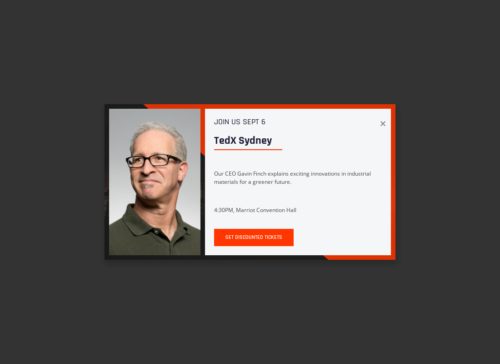 JOIN US SEPT 6
TedX Sydney
Our CEO Gavin Finch explains exciting innovations in industrial
materials for a greener future.
4:30PM, Marriot Convention Hall
GET DISCOUNTED TICKETS